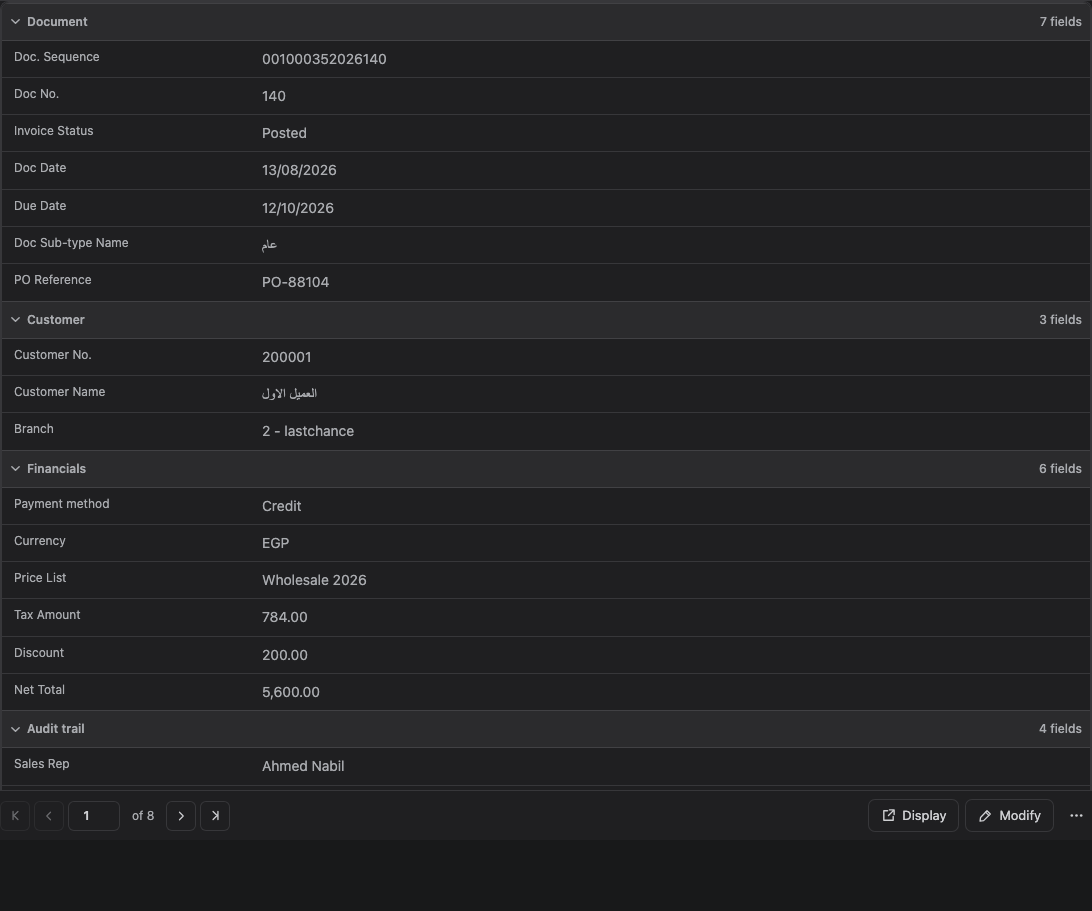 Document 7 fields
Doc. Sequence 001000352026140
Doc No. 140
Invoice Status Posted
Doc Date 13/08/2026
Due Date 12/10/2026
Doc Sub-type Name عام
PO Reference PO-88104
Customer 3 fields
Customer No. 200001
Customer Name العميل الاول
Branch 2 - lastchance
Financials 6 fields
Payment method Credit
Currency EGP
Price List Wholesale 2026
Tax Amount 784.00
Discount 200.00
Net Total 5,600.00
Audit trail 4 fields
Sales Rep Ahmed Nabil
1 of 8 Display Modify